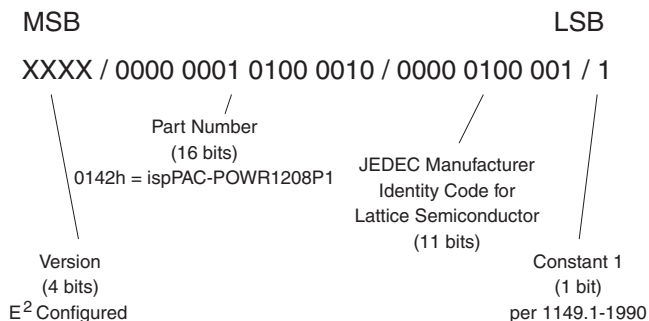 MSB LSB
XXXX / 0000 0001 0100 0010 / 0000 0100 001 / 1
Part Number
(16 bits)
0142h = ispPAC-POWR1208P1
JEDEC Manufacturer
Identity Code for
Lattice Semiconductor
(11 bits)
Version
(4 bits)
E2 Configured
Constant 1
(1 bit)
per 1149.1-1990